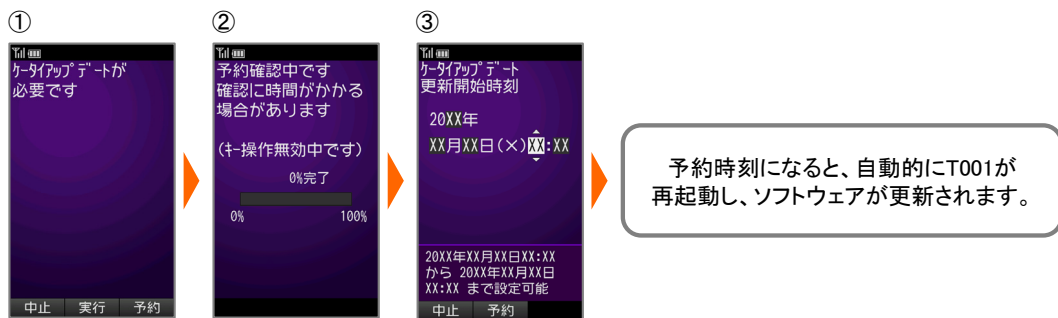 ①
ケータイアップデートが
必要です
中止 実行 予約
②
予約確認中です
確認に時間がかかる
場合があります
(キー操作無効中です)
0%完了
0% 100%
③
ケータイアップデート
更新開始時刻
20XX年
XX月XX日(×)XX:XX
20XX年XX月XX日XX:XX
から 20XX年XX月XX日
XX:XX まで設定可能
中止 予約
予約時刻になると、自動的にT001が
再起動し、ソフトウェアが更新されます。